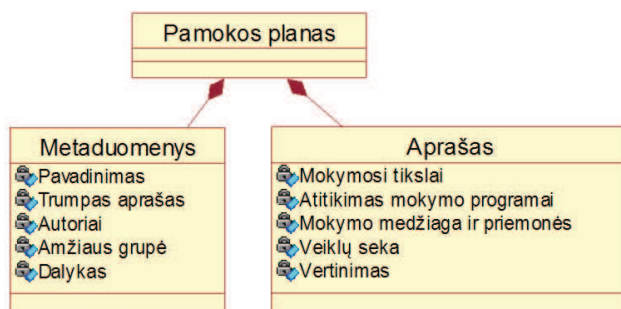 Pamokos planas
Metaduomenys
Pavadinimas
Trumpas aprašas
Autoriai
Amžiaus grupė
Dalykas
Aprašas
Mokymosi tikslai
Atitikimas mokymo programai
Mokymo medžiaga ir priemonės
Veiklų seka
Vertinimas